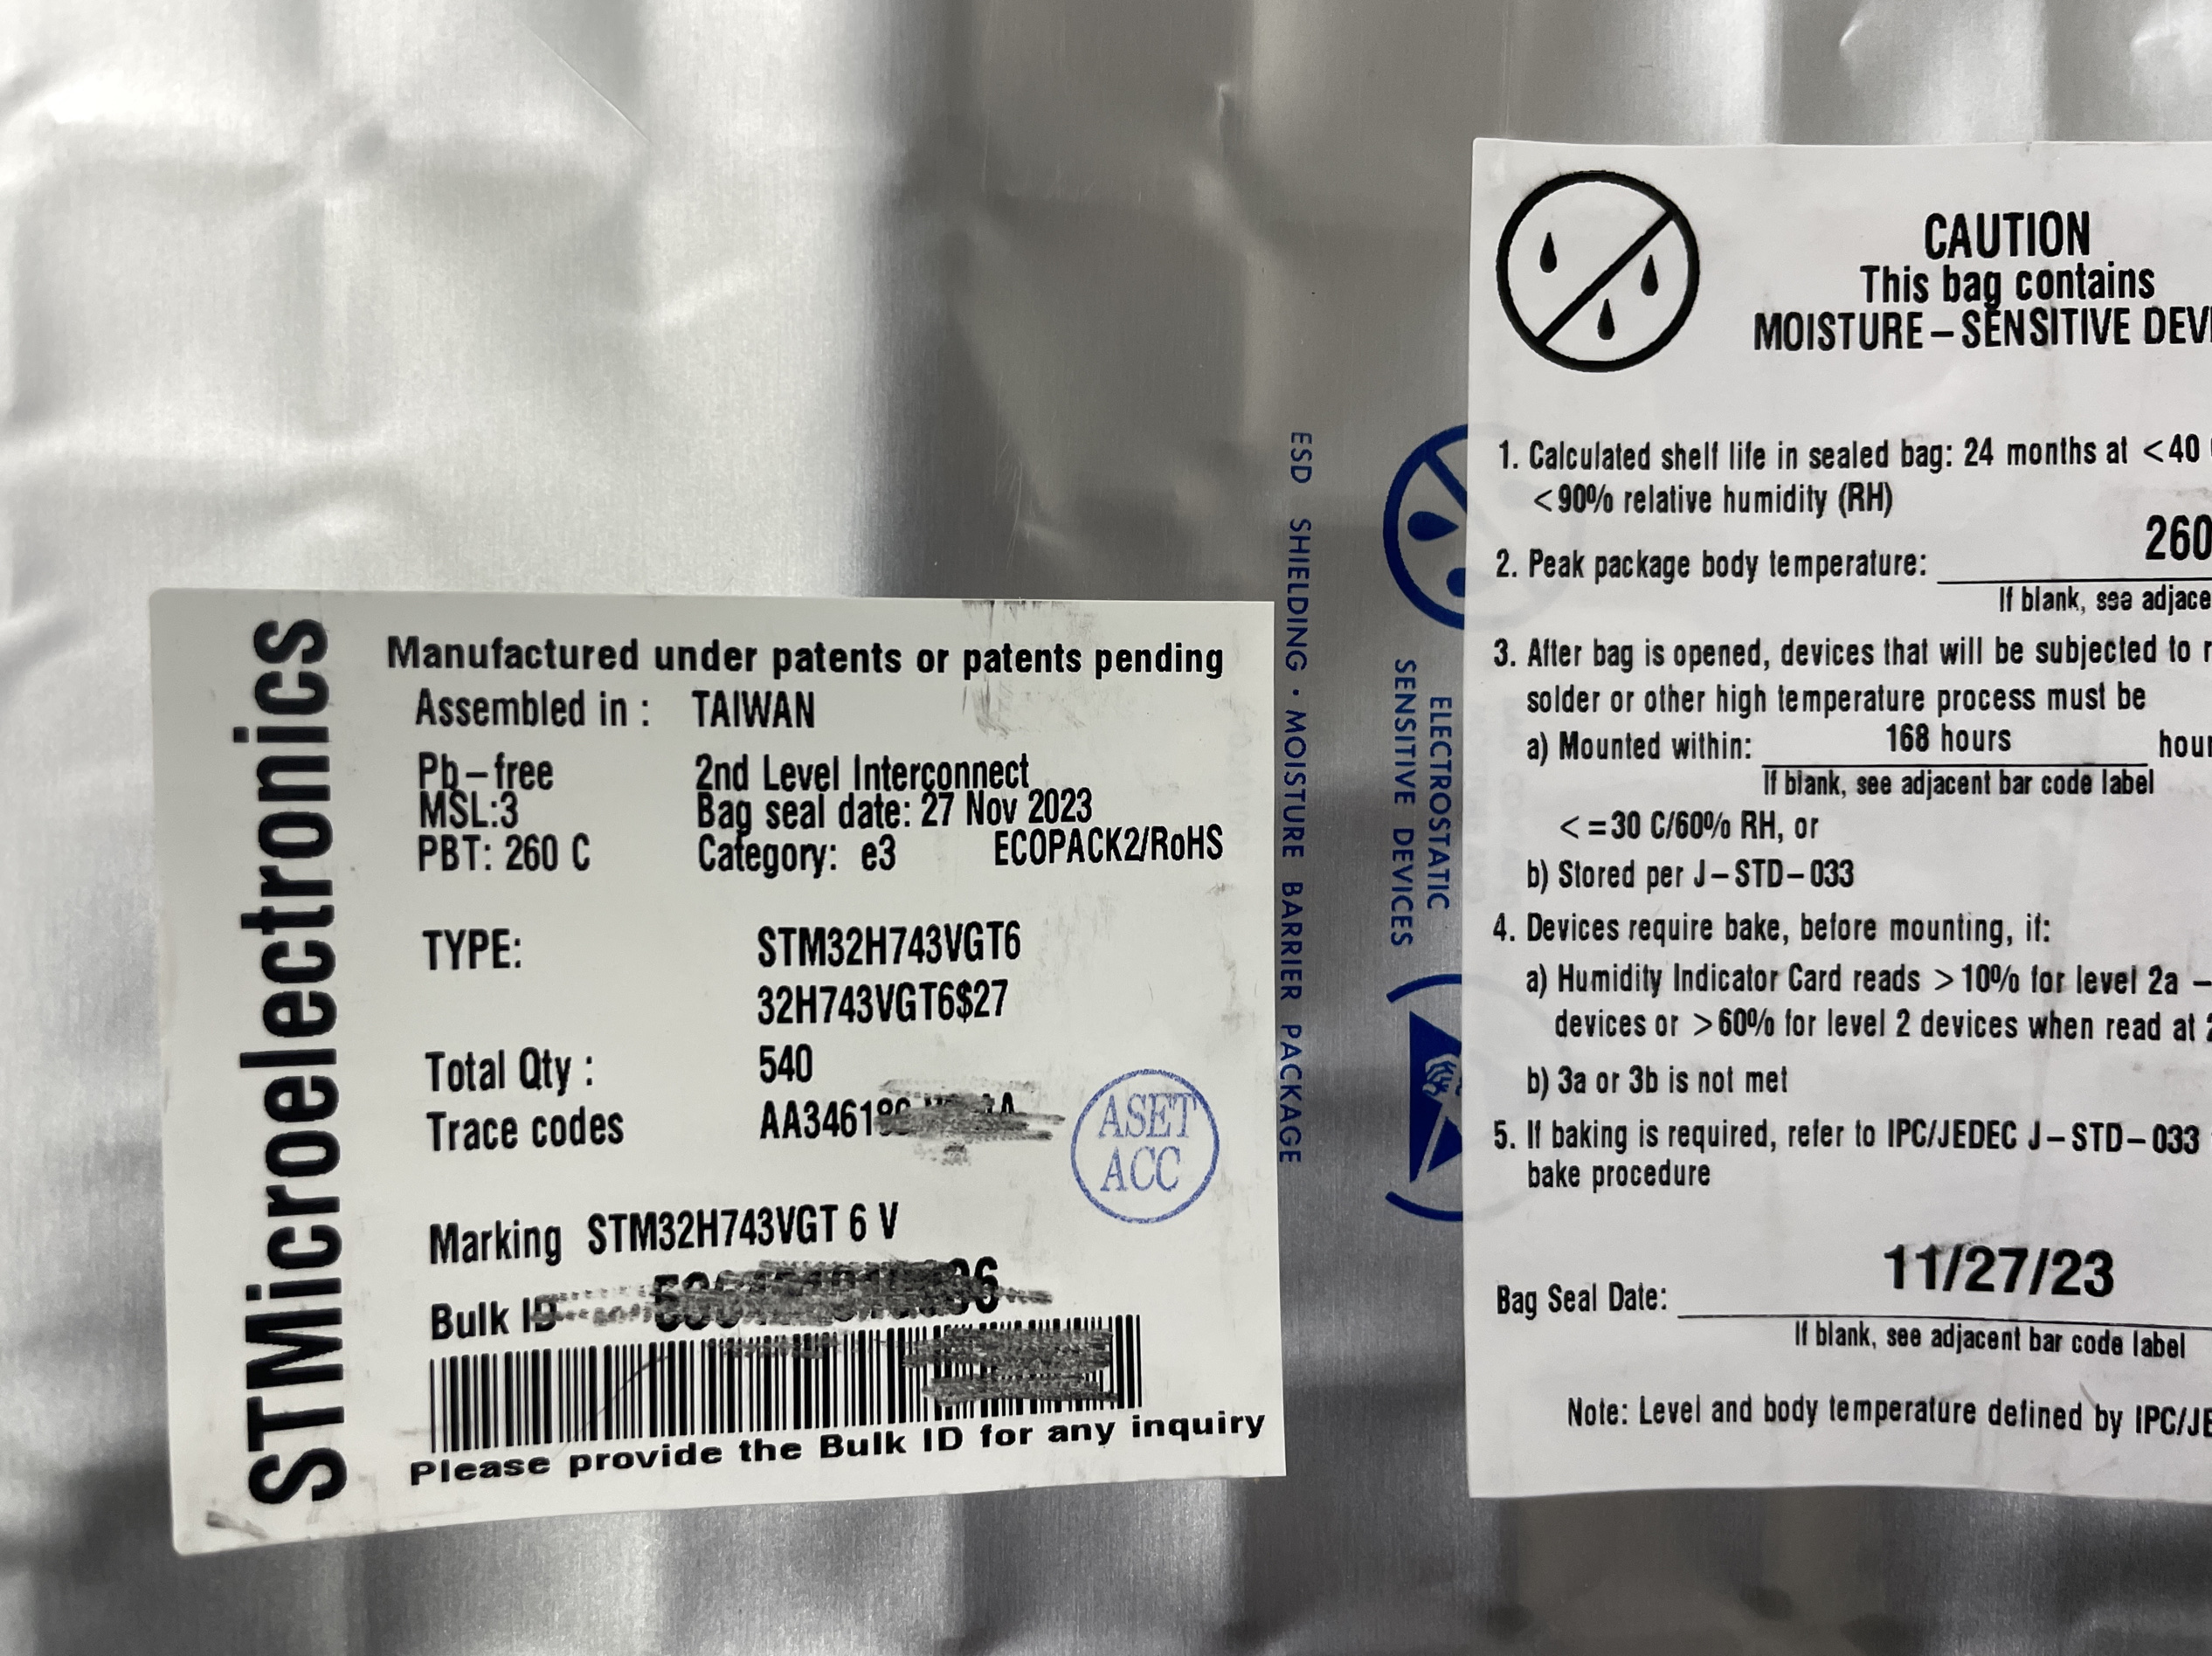 STMicroelectronics
Manufactured under patents or patents pending
Assembled in : TAIWAN
Pb-free 2nd Level Interconnect
MSL:3 Bag seal date: 27 Nov 2023
PBT: 260 C Category: e3 ECOPACK2/RoHS
TYPE: STM32H743VGT6
32H743VGT6$27
Total Qty : 540
Trace codes
ASET
ACC
Marking STM32H743VGT 6 V
Bulk ID
Please provide the Bulk ID for any inquiry
ESD SHIELDING · MOISTURE BARRIER PACKAGE
ELECTROSTATIC
SENSITIVE DEVICES
CAUTION
This bag contains
MOISTURE-SENSITIVE
1. Calculated shelf life in sealed bag: 24 months at <40
<90% relative humidity (RH)
2. Peak package body temperature: 260
If blank, see
3. After bag is opened, devices that will be subjected to
solder or other high temperature process must be
a) Mounted within: 168 hours
If blank, see adjacent bar code label
<=30 C/60% RH, or
b) Stored per J-STD-033
4. Devices require bake, before mounting, if:
a) Humidity Indicator Card reads >10% for level 2a -
devices or >60% for level 2 devices when read at
b) 3a or 3b is not met
5. If baking is required, refer to IPC/JEDEC J-STD-033
bake procedure
Bag Seal Date: 11/27/23
If blank, see adjacent bar code label
Note: Level and body temperature defined by